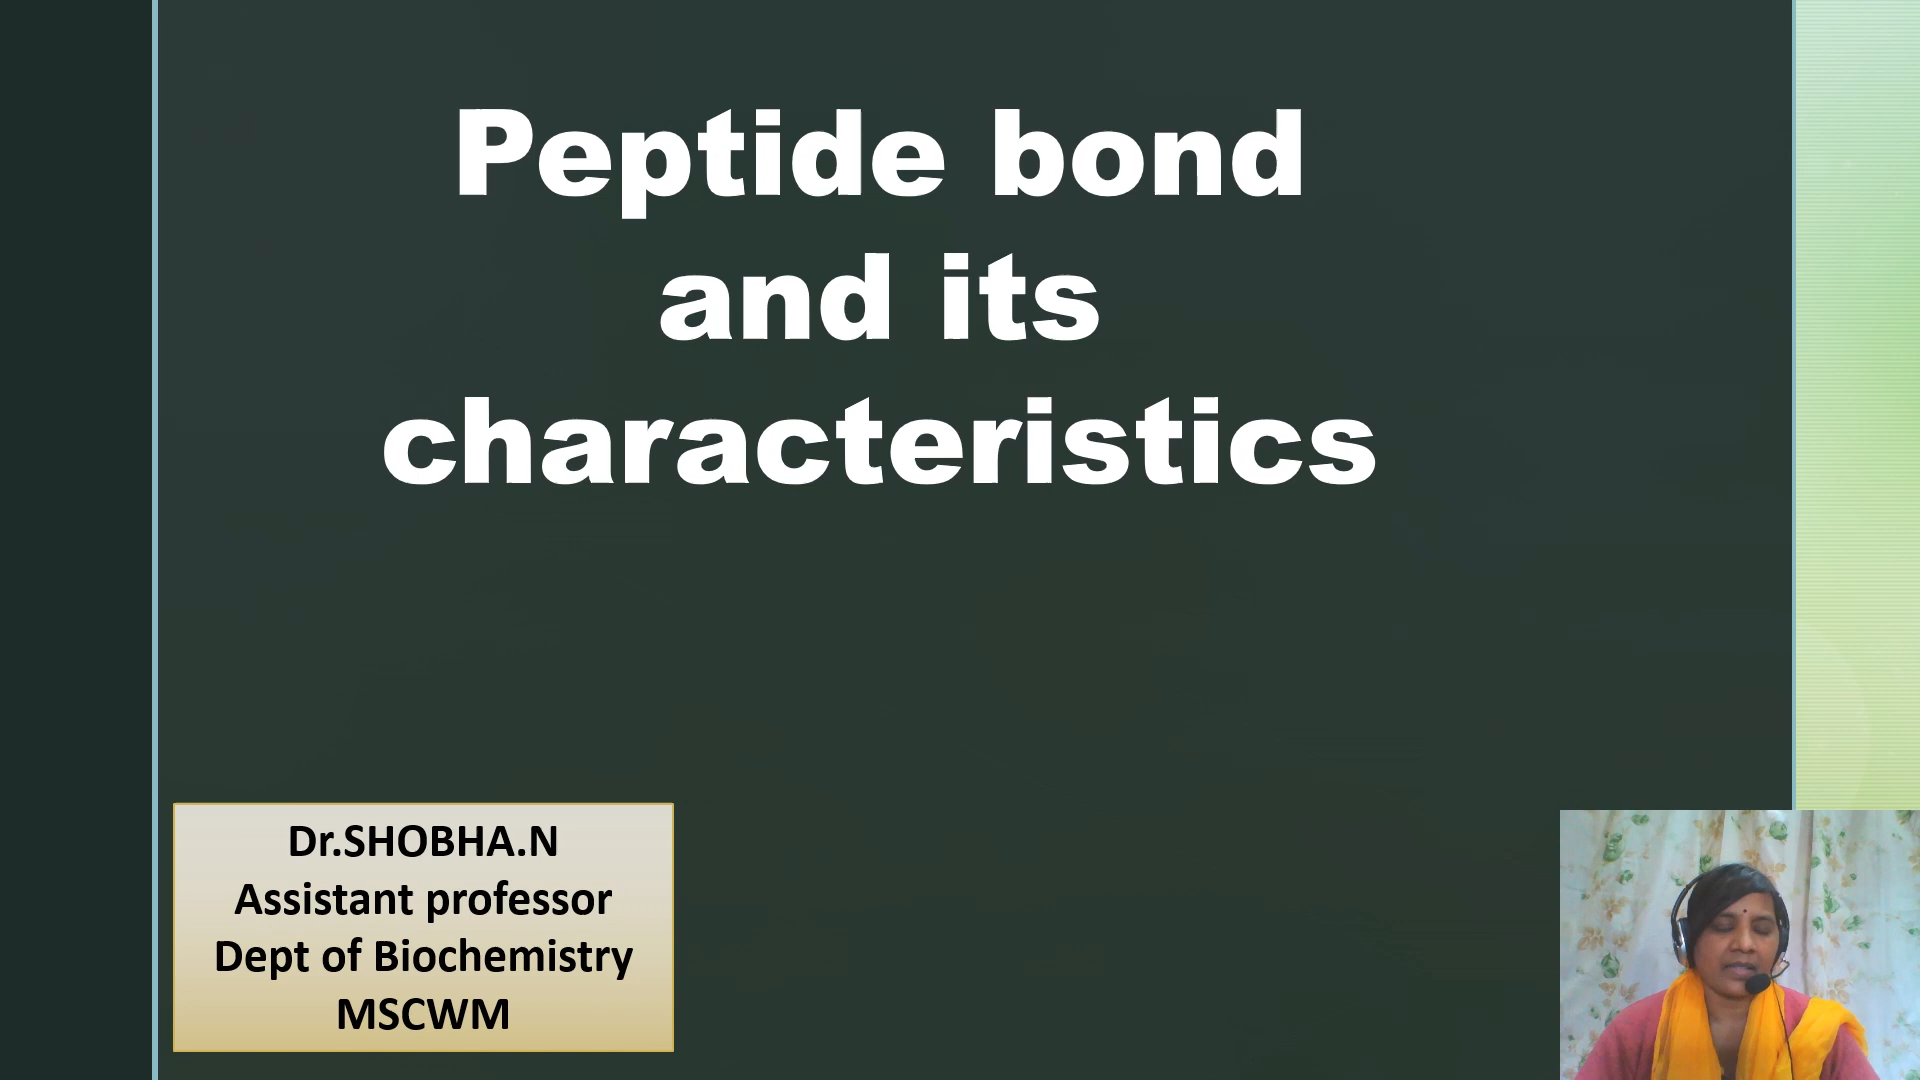 Peptide bond
and its
characteristics
Dr.SHOBHA.N
Assistant professor
Dept of Biochemistry
MSCWM